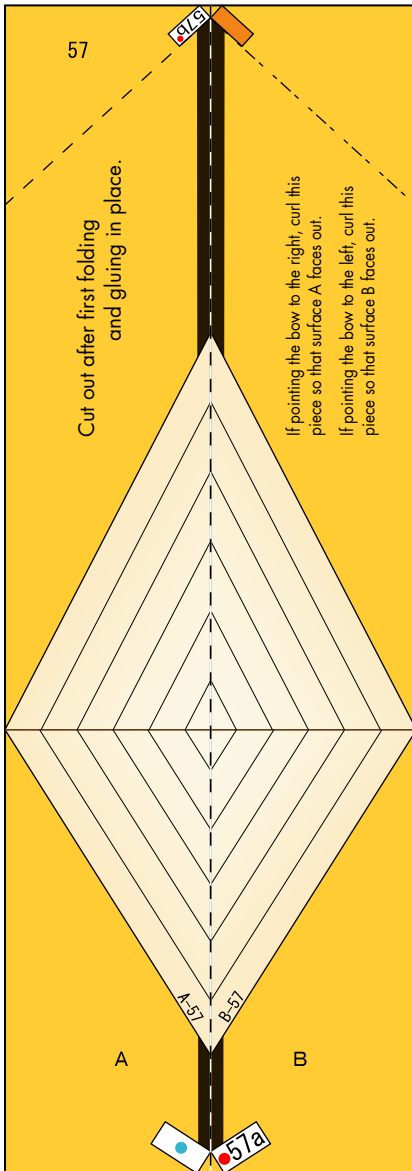 57b
57
Cut out after first folding
and gluing in place.
If pointing the bow to the right, curl this
piece so that surface A faces out.
If pointing the bow to the left, curl this
piece so that surface B faces out.
A-57
B-57
A
B
57a